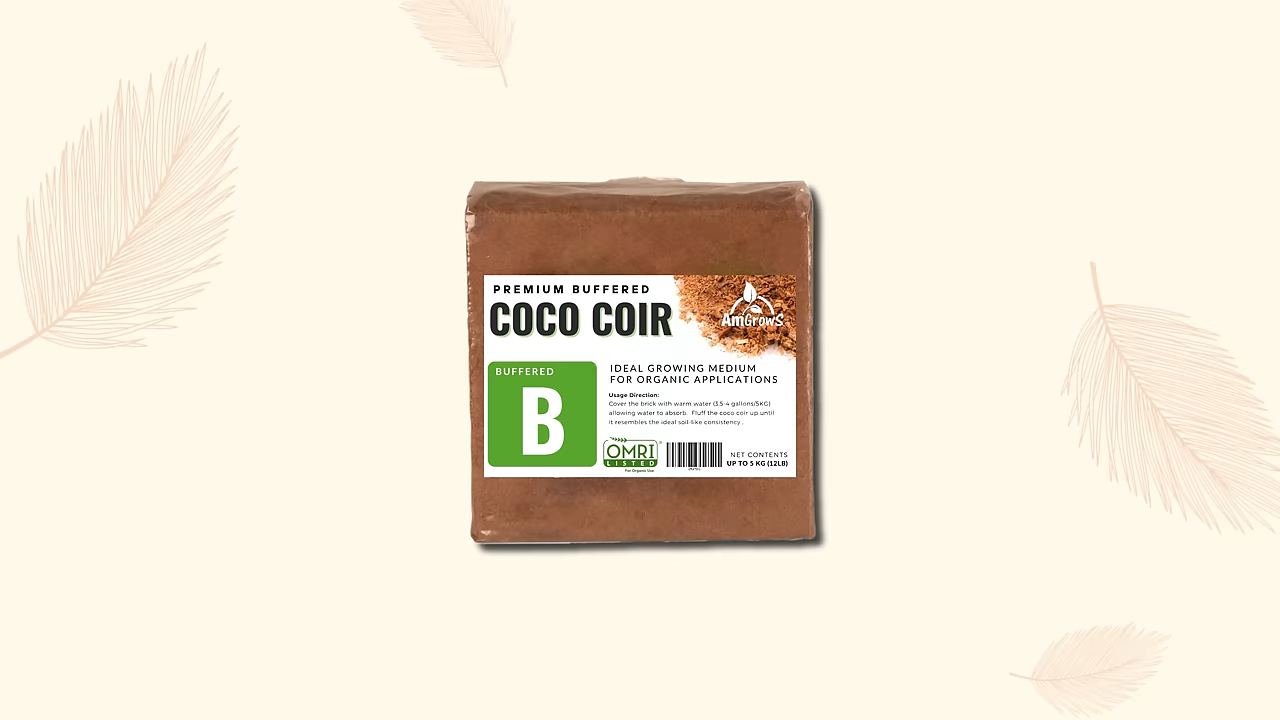 PREMIUM BUFFERED
COCO COIR
AmGrowS
BUFFERED
B
IDEAL GROWING MEDIUM
FOR ORGANIC APPLICATIONS
Usage Direction:
Cover the brick with warm water (3.5-4 gallons/5KG)
allowing water to absorb. Fluff the coco coir up until
it resembles the ideal soil-like consistency .
OMRI
LISTED
For Organic Use
NET CONTENTS
UP TO 5 KG (12LB)